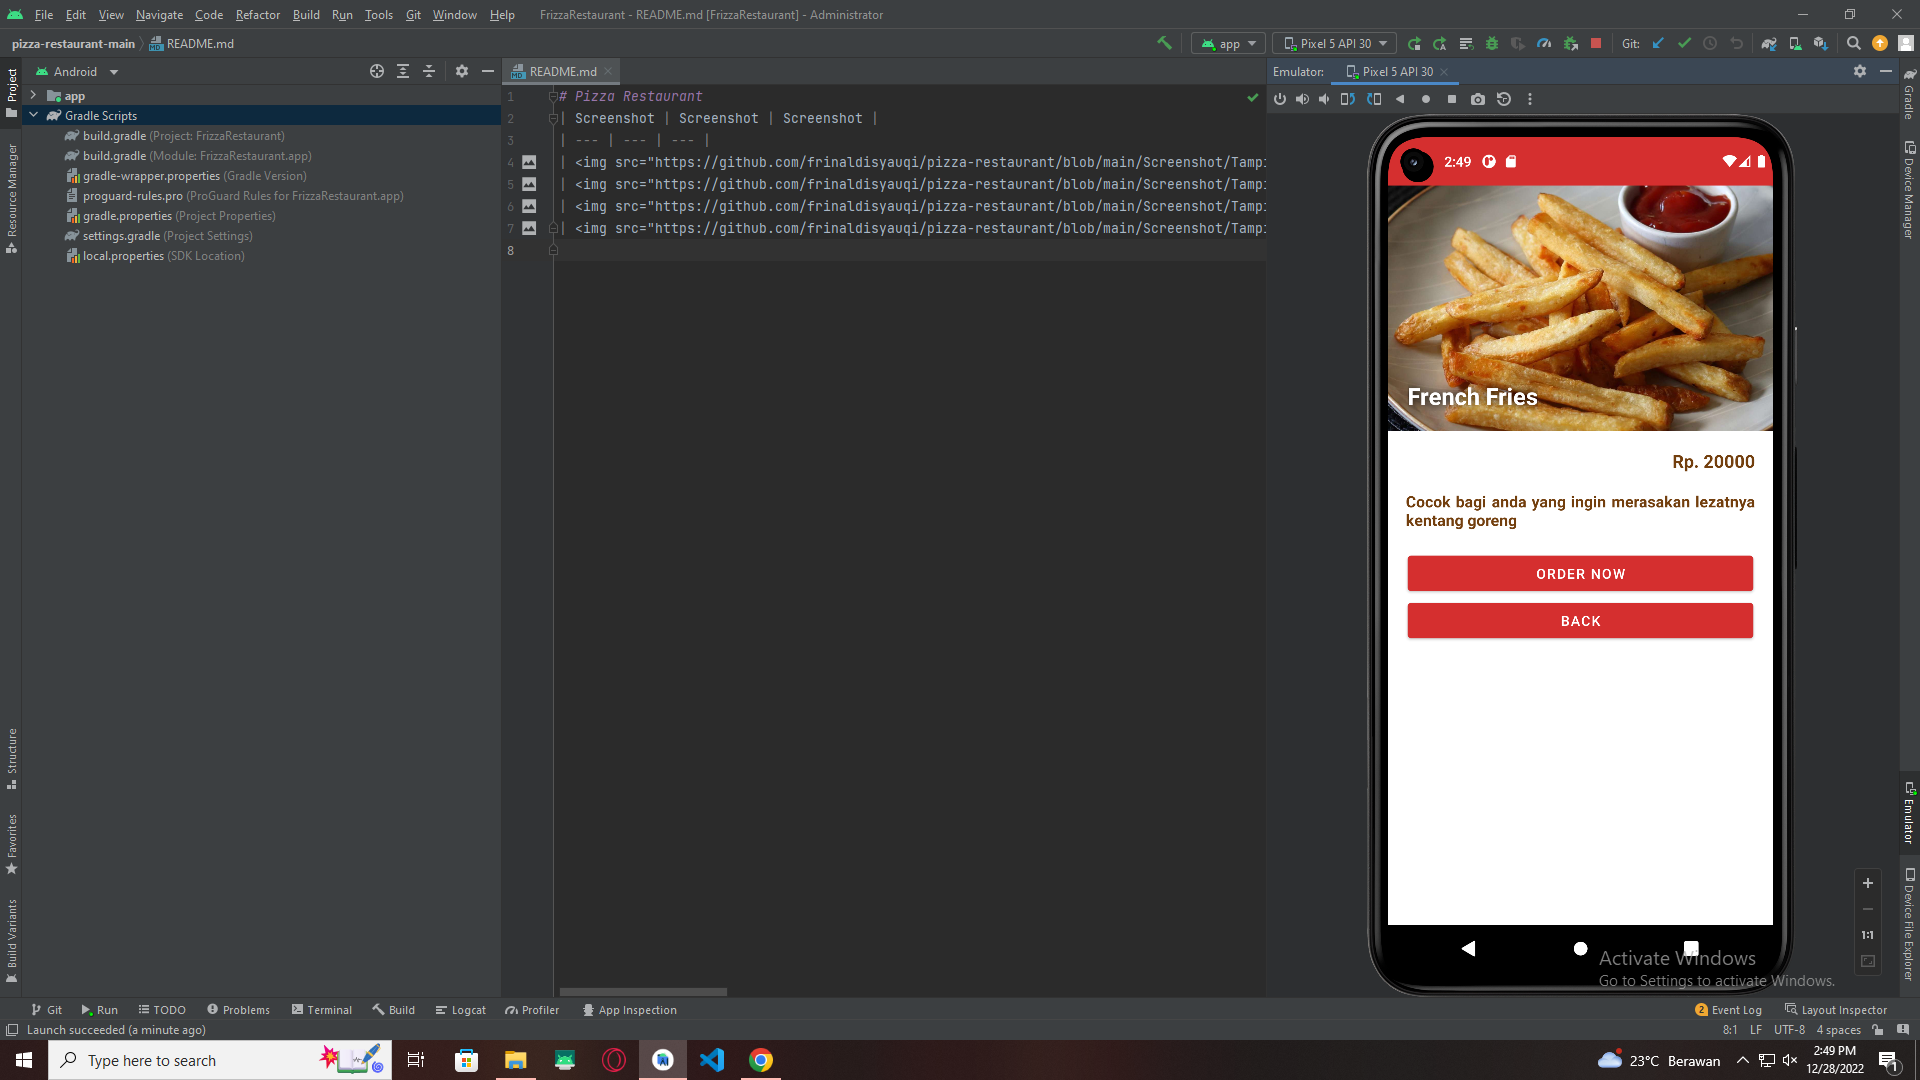 File Edit View Navigate Code Refactor Build Run Tools Git Window Help FrizzaRestaurant - README.md [FrizzaRestaurant] - Administrator
pizza-restaurant-main README.md
app Pixel 5 API 30 Git:
Project
Android
README.md
Emulator: Pixel 5 API 30
Gradle
app
Gradle Scripts
build.gradle (Project: FrizzaRestaurant)
build.gradle (Module: FrizzaRestaurant.app)
gradle-wrapper.properties (Gradle Version)
proguard-rules.pro (ProGuard Rules for FrizzaRestaurant.app)
gradle.properties (Project Properties)
settings.gradle (Project Settings)
local.properties (SDK Location)
Resource Manager
Structure
Favorites
Build Variants
1 # Pizza Restaurant
2 | Screenshot | Screenshot | Screenshot |
3 | --- | --- | --- |
4 | <img src="https://github.com/frinaldisyauqi/pizza-restaurant/blob/main/Screenshot/Tampi
5 | <img src="https://github.com/frinaldisyauqi/pizza-restaurant/blob/main/Screenshot/Tampi
6 | <img src="https://github.com/frinaldisyauqi/pizza-restaurant/blob/main/Screenshot/Tampi
7 | <img src="https://github.com/frinaldisyauqi/pizza-restaurant/blob/main/Screenshot/Tampi
8
2:49
French Fries
Rp. 20000
Cocok bagi anda yang ingin merasakan lezatnya
kentang goreng
ORDER NOW
BACK
Device Manager
Emulator
Device File Explorer
1:1
Activate Windows
Go to Settings to activate Windows.
Git Run TODO Problems Terminal Build Logcat Profiler App Inspection
2 Event Log Layout Inspector
Launch succeeded (a minute ago)
8:1 LF UTF-8 4 spaces
Type here to search
23°C Berawan
2:49 PM
12/28/2022
1